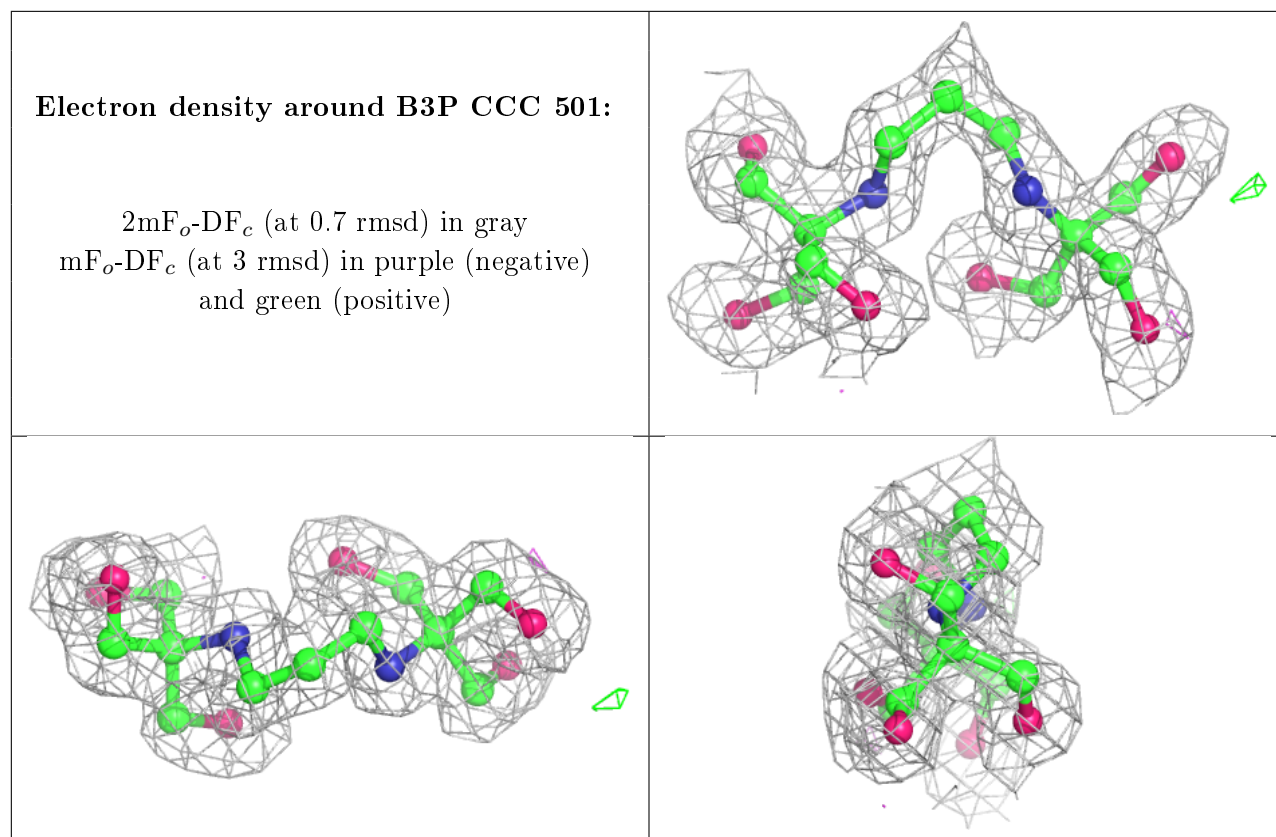 Electron density around B3P CCC 501:
2mFo-DFc (at 0.7 rmsd) in gray
mFo-DFc (at 3 rmsd) in purple (negative)
and green (positive)